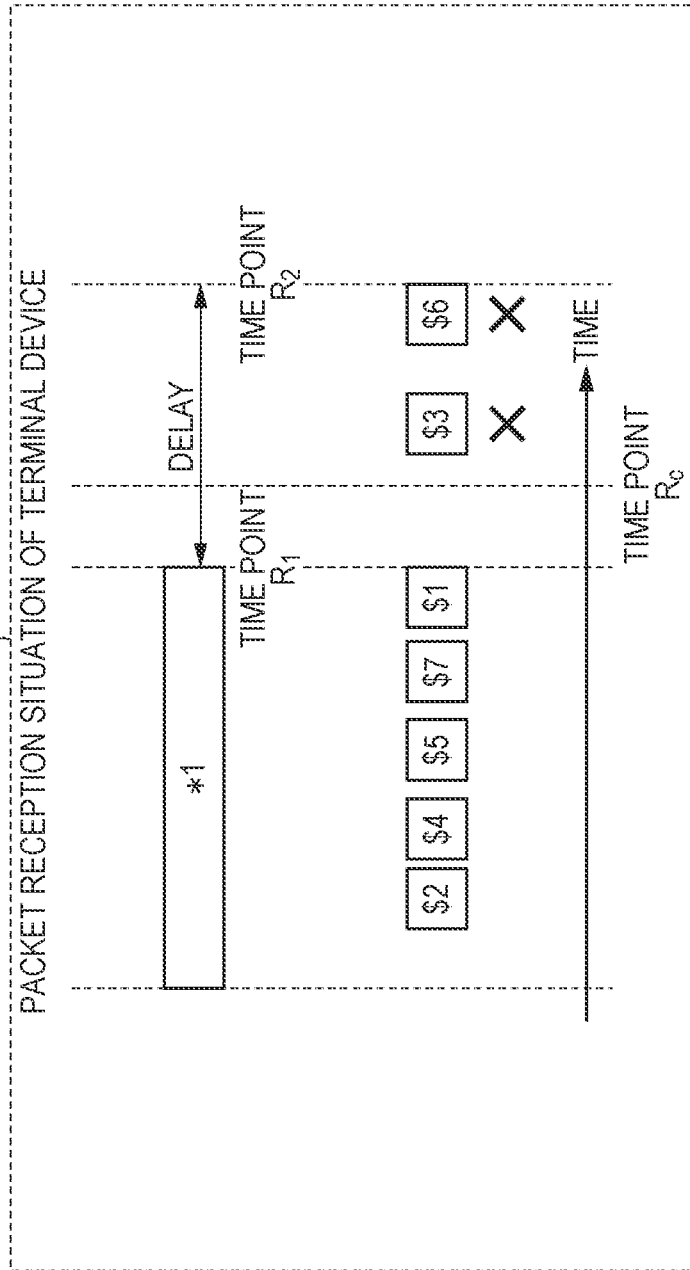 PACKET RECEPTION SITUATION OF TERMINAL DEVICE
*1
DELAY
TIME POINT
R1
TIME POINT
R2
$2
$4
$5
$7
$1
$3
$6
TIME
TIME POINT
Rc